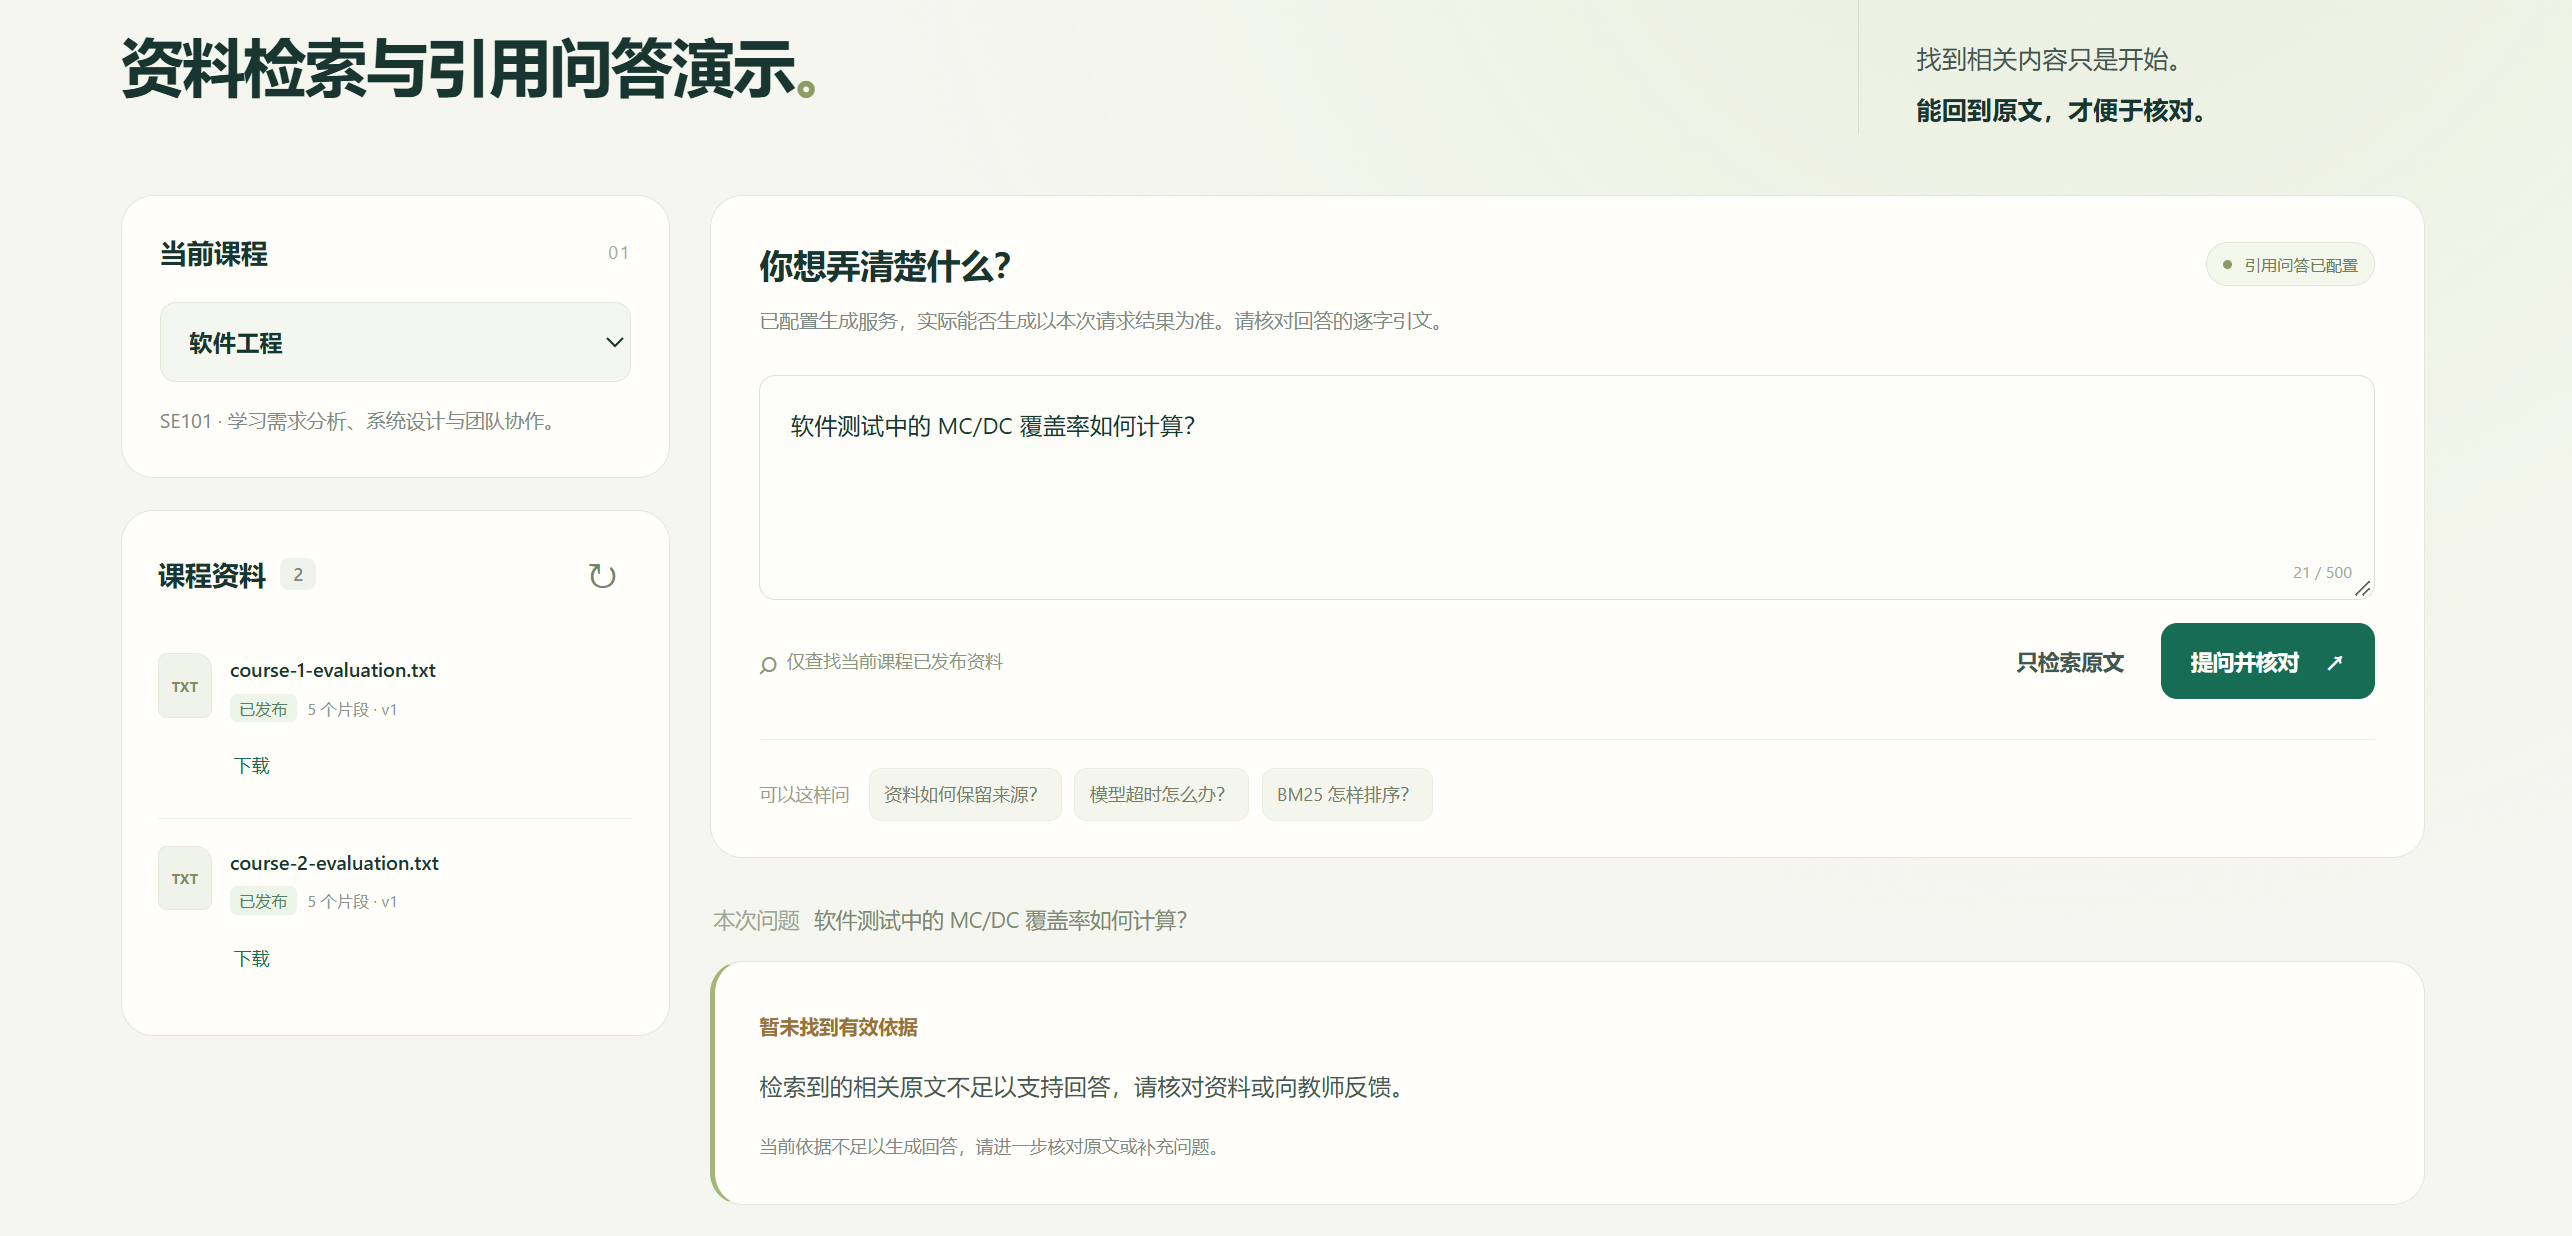 资料检索与引用问答演示。
找到相关内容只是开始。
能回到原文，才便于核对。
当前课程
01
软件工程
SE101 · 学习需求分析、系统设计与团队协作。
课程资料 2
TXT
course-1-evaluation.txt
已发布 5 个片段 · v1
下载
TXT
course-2-evaluation.txt
已发布 5 个片段 · v1
下载
你想弄清楚什么？
引用问答已配置
已配置生成服务，实际能否生成以本次请求结果为准。请核对回答的逐字引文。
软件测试中的 MC/DC 覆盖率如何计算？
21 / 500
仅查找当前课程已发布资料
只检索原文
提问并核对 ↗
可以这样问 资料如何保留来源？ 模型超时怎么办？ BM25 怎样排序？
本次问题 软件测试中的 MC/DC 覆盖率如何计算？
暂未找到有效依据
检索到的相关原文不足以支持回答，请核对资料或向教师反馈。
当前依据不足以生成回答，请进一步核对原文或补充问题。